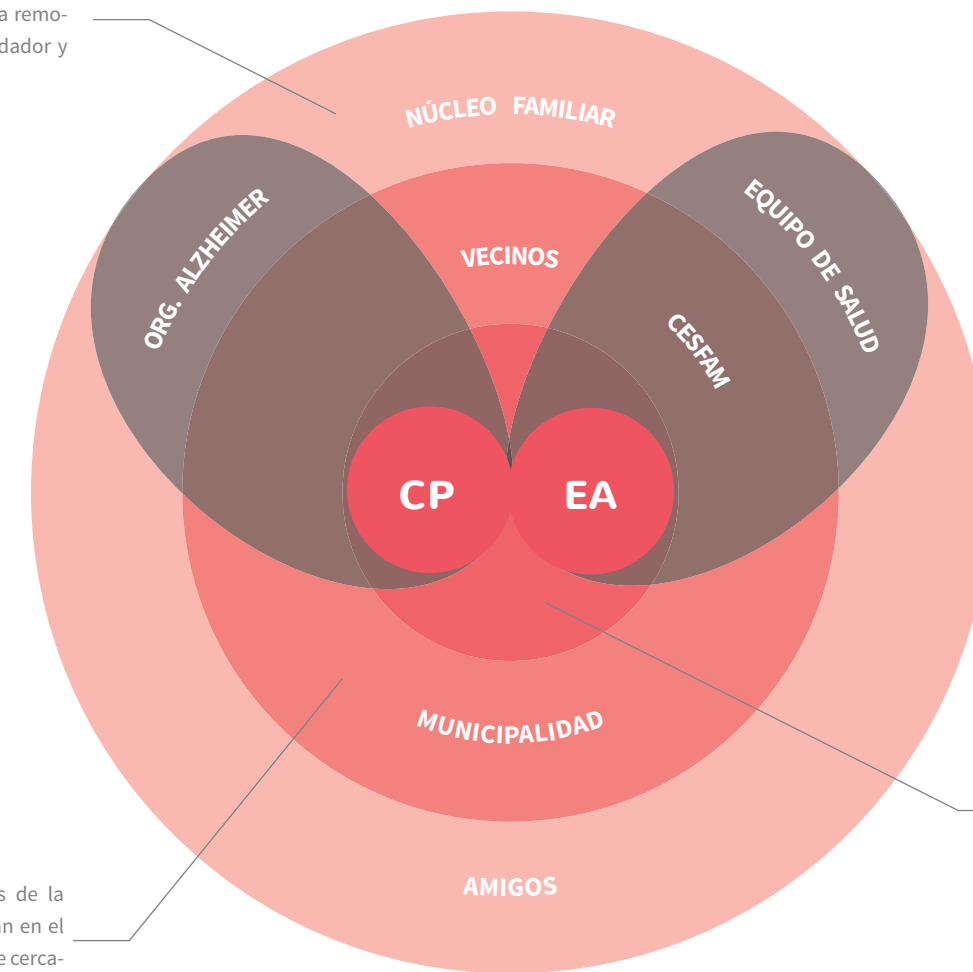 a remo-
dador y
NÚCLEO FAMILIAR
ORG. ALZHEIMER
EQUIPO DE SALUD
VECINOS
CESFAM
CP
EA
MUNICIPALIDAD
AMIGOS
s de la
n en el
e cerca-